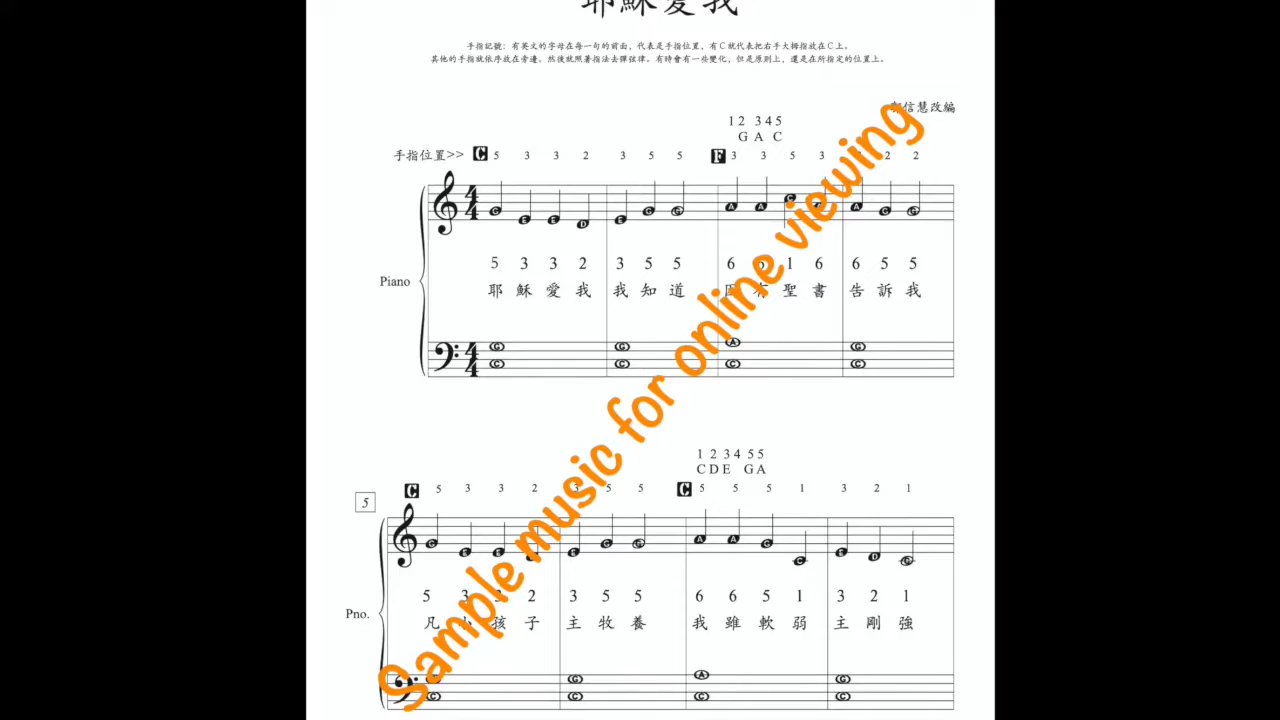 耶穌愛我
手指記號：有英文的字母在每一句的前面，代表是手指位置，有C就代表把右手大拇指放在C上。
其他的手指就依序放在旁邊。然後就照著指法去彈弦律。有時會有一些變化，但是原則上，還是在所指定的位置上。
信慧改編
1 2 3 4 5
G A C
手指位置>> C 5 3 3 2 3 5 5 F 3 3 5 3 2 2
G E E D E G G A A C A A G G
Piano
5 3 3 2 3 5 5 6 6 1 6 6 5 5
耶 穌 愛 我 我 知 道 因 有 聖 書 告 訴 我
G G A G
C C C C
1 2 3 4 5 5
C D E G A
5 C 5 3 3 2 3 5 5 C 5 5 5 1 3 2 1
G E E E G G A A G C E D C
Pno.
5 3 3 2 3 5 5 6 6 5 1 3 2 1
凡 小 孩 子 主 牧 養 我 雖 軟 弱 主 剛 強
G G A G
C C C C
Sample music for online viewing